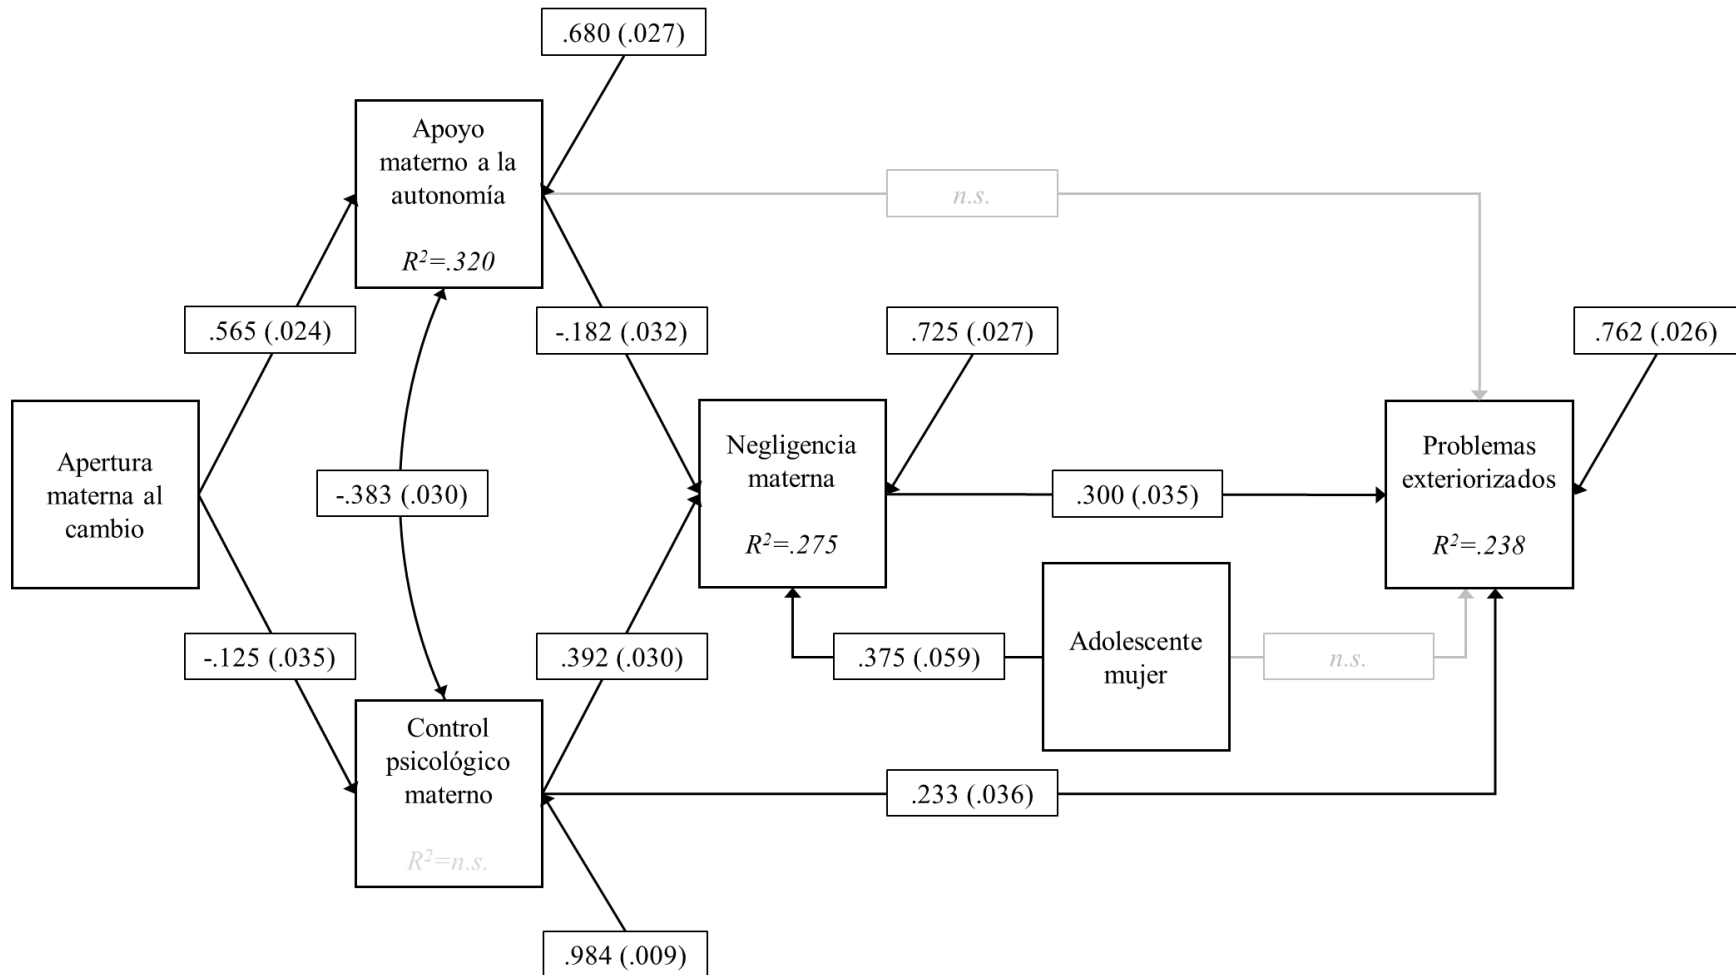 .680 (.027)
Apoyo
materno a la
autonomía
R²=.320
n.s.
.565 (.024)
-.182 (.032)
.725 (.027)
.762 (.026)
Apertura
materna al
cambio
-.383 (.030)
Negligencia
materna
R²=.275
.300 (.035)
Problemas
exteriorizados
R²=.238
-.125 (.035)
.392 (.030)
.375 (.059)
Adolescente
mujer
n.s.
Control
psicológico
materno
R²=n.s.
.233 (.036)
.984 (.009)